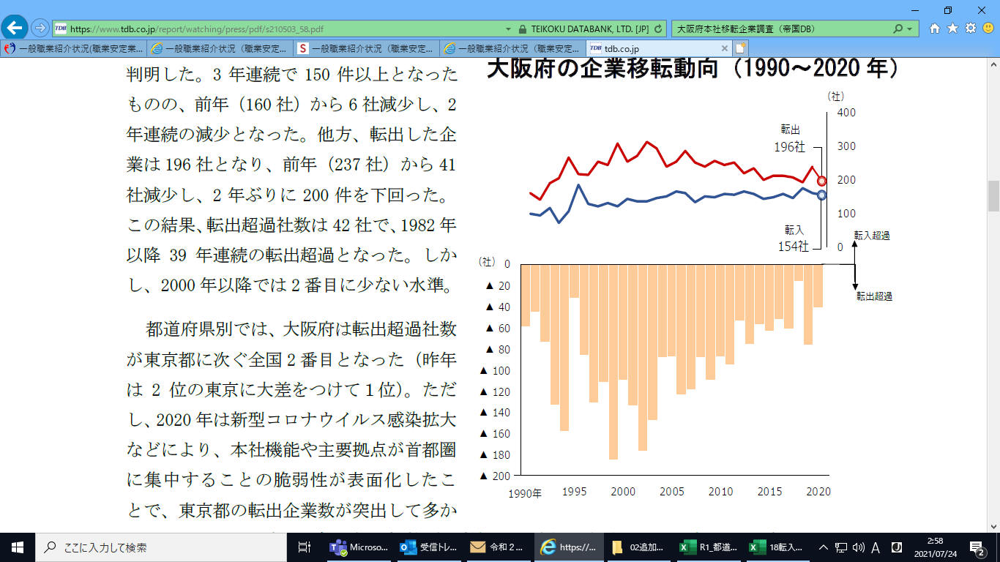 https://www.tdb.co.jp/report/watching/press/pdf/s210503_58.pdf
TEIKOKU DATABANK, LTD. [JP]
大阪府本社移転企業調査（帝国DB）
一般職業紹介状況(職業安定業...
一般職業紹介状況（職業安定...
一般職業紹介状況（職業安定...
一般職業紹介状況（職業安定...
TDB tdb.co.jp
判明した。3 年連続で 150 件以上となった
ものの、前年（160 社）から 6 社減少し、2
年連続の減少となった。他方、転出した企
業は 196 社となり、前年（237 社）から 41
社減少し、2 年ぶりに 200 件を下回った。
この結果、転出超過社数は 42 社で、1982 年
以降 39 年連続の転出超過となった。しか
し、2000 年以降では 2 番目に少ない水準。
都道府県別では、大阪府は転出超過社数
が東京都に次ぐ全国 2 番目となった（昨年
は 2 位の東京に大差をつけて 1 位）。ただ
し、2020 年は新型コロナウイルス感染拡大
などにより、本社機能や主要拠点が首都圏
に集中することの脆弱性が表面化したこ
とで、東京都の転出企業数が突出して多か
大阪府の企業移転動向（1990～2020 年）
（社）
400
300
200
100
0
転出
196社
転入
154社
転入超過
転出超過
（社）
0
▲ 20
▲ 40
▲ 60
▲ 80
▲ 100
▲ 120
▲ 140
▲ 160
▲ 180
▲ 200
1990年 1995 2000 2005 2010 2015 2020
ここに入力して検索
Microso...
受信トレ...
令和２...
https://...
02追加...
R1_都道...
18転入...
A
J
2:58
2021/07/24
2